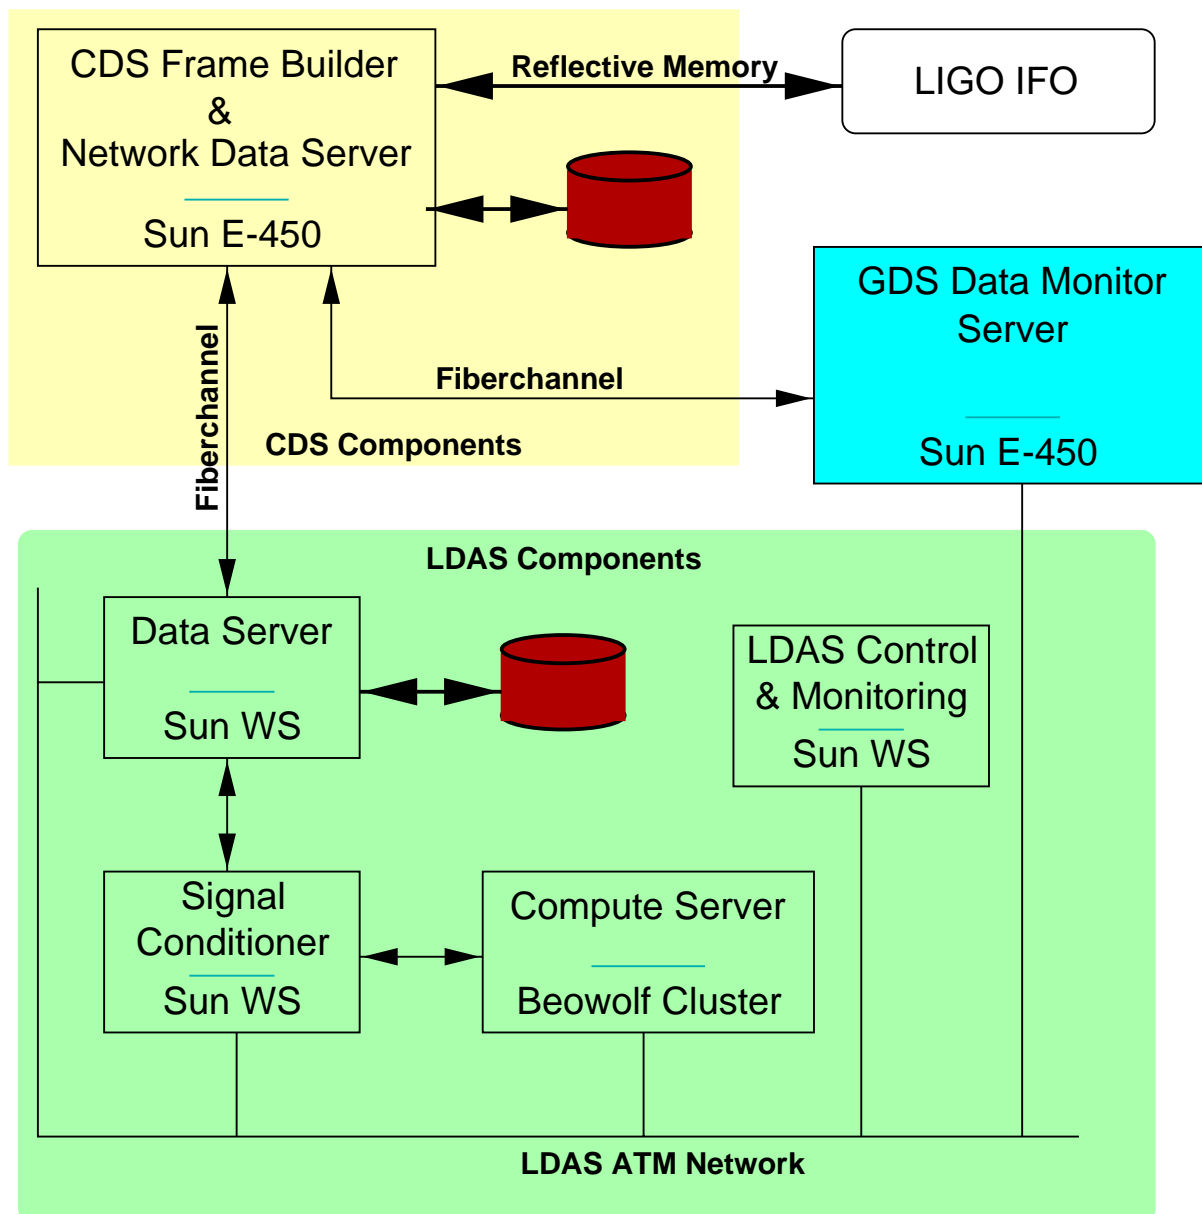 CDS Frame Builder
&
Network Data Server
Sun E-450
Reflective Memory
LIGO IFO
GDS Data Monitor
Server
Sun E-450
Fiberchannel
Fiberchannel
CDS Components
LDAS Components
Data Server
Sun WS
LDAS Control
& Monitoring
Sun WS
Signal
Conditioner
Sun WS
Compute Server
Beowolf Cluster
LDAS ATM Network